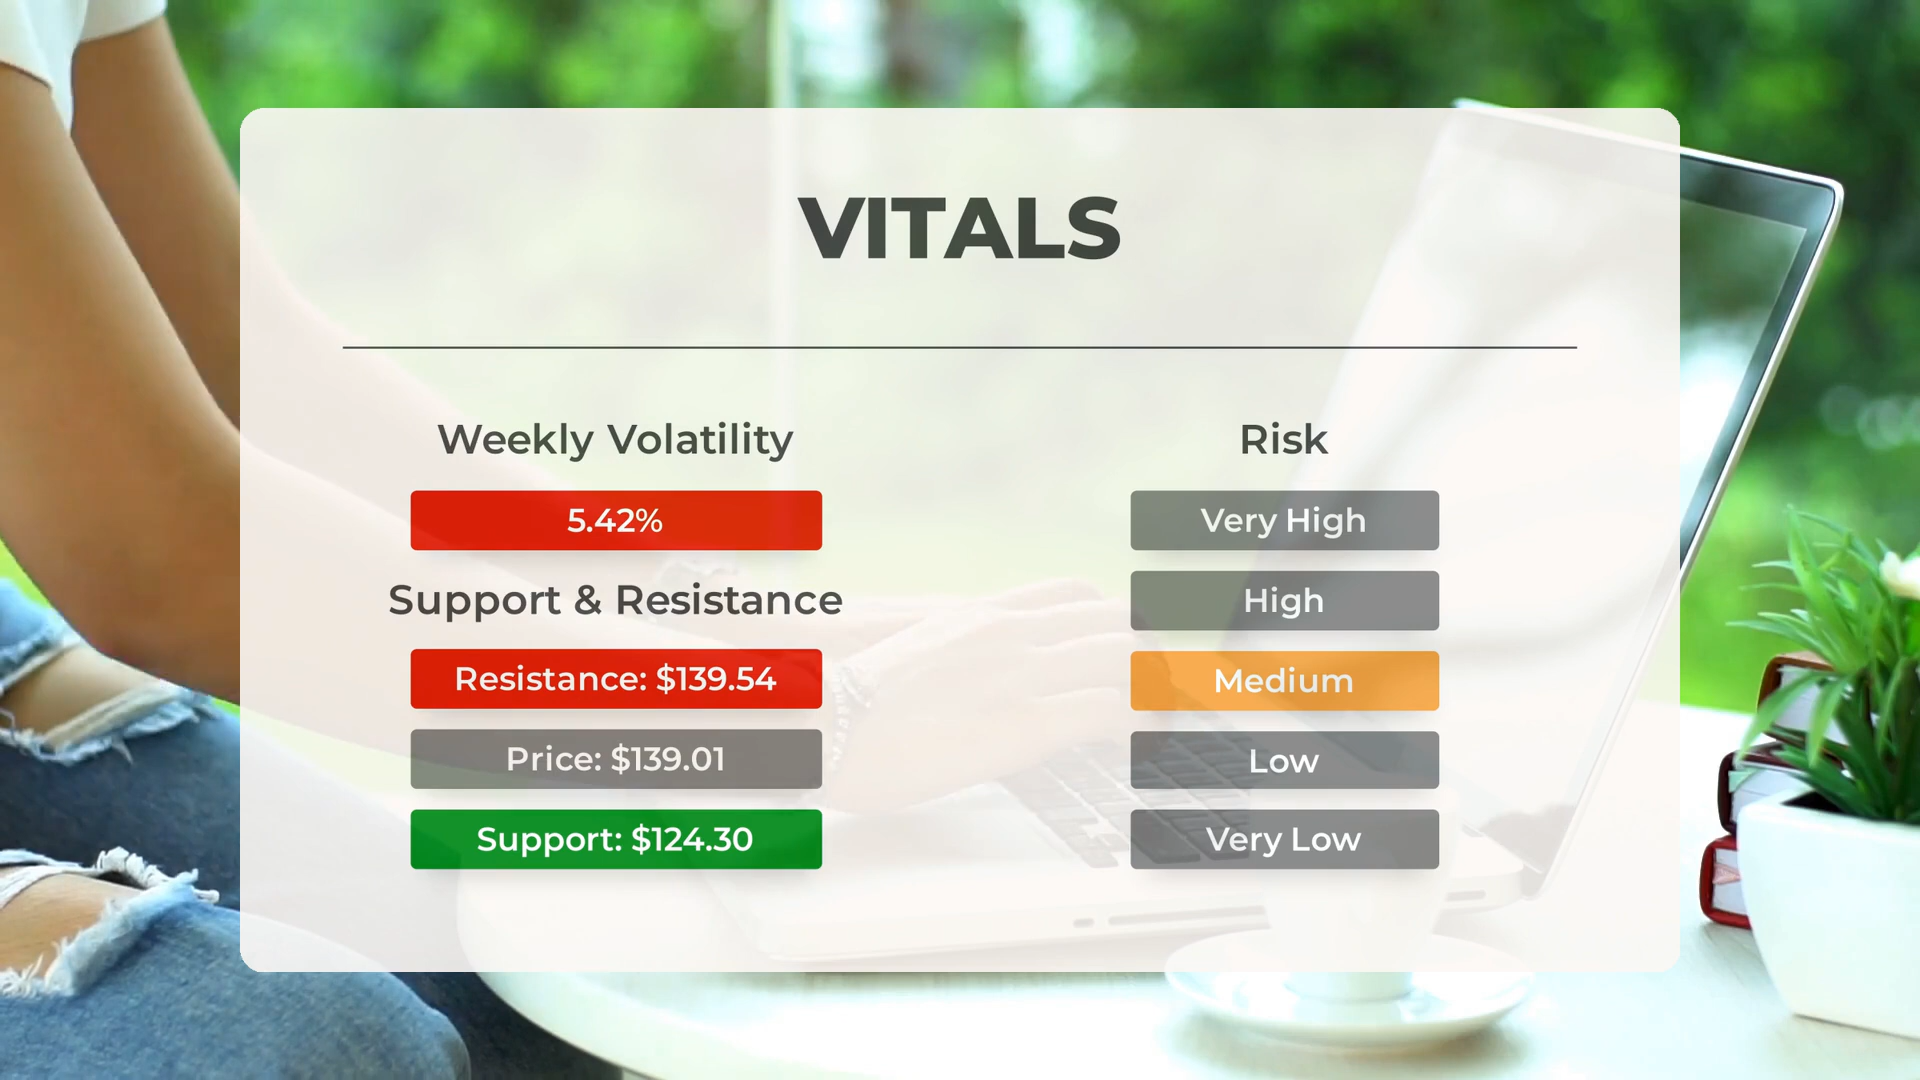 VITALS
Weekly Volatility
5.42%
Support & Resistance
Resistance: $139.54
Price: $139.01
Support: $124.30
Risk
Very High
High
Medium
Low
Very Low